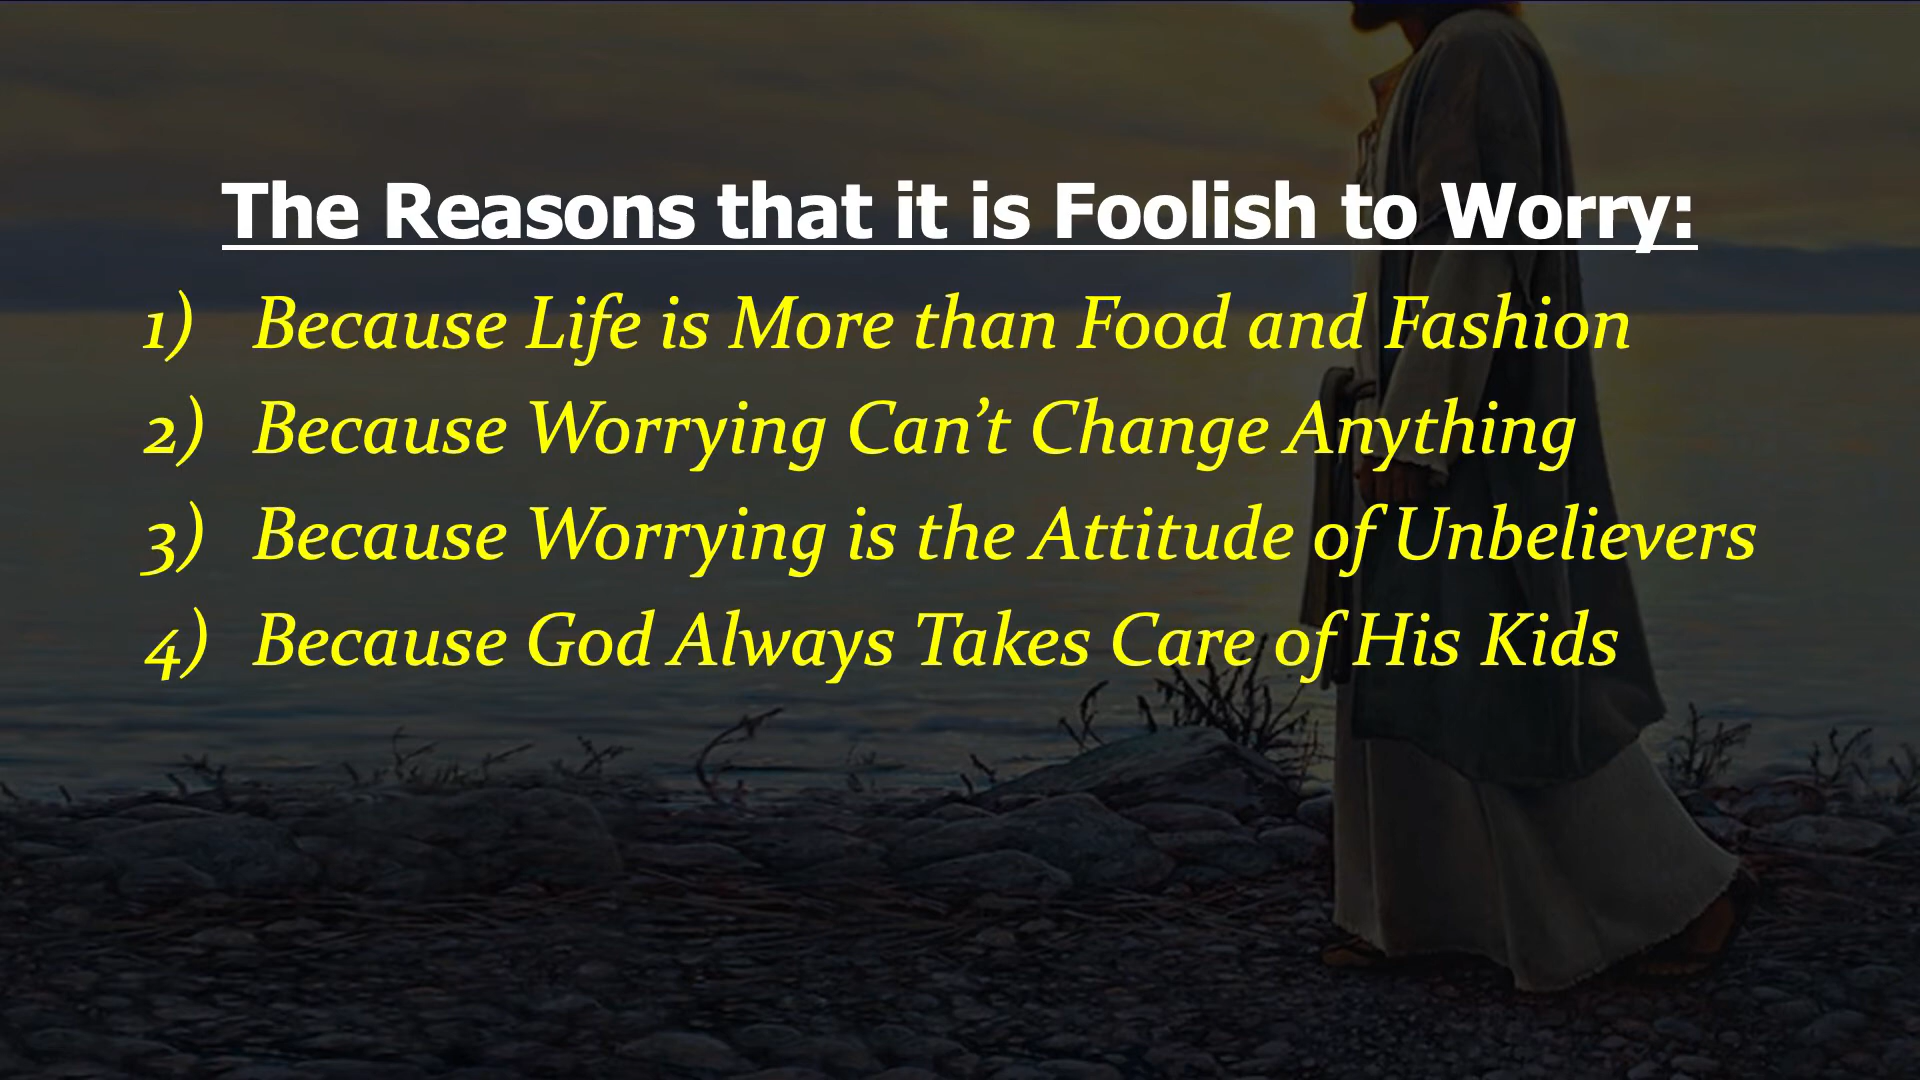 The Reasons that it is Foolish to Worry:
1) Because Life is More than Food and Fashion
2) Because Worrying Can’t Change Anything
3) Because Worrying is the Attitude of Unbelievers
4) Because God Always Takes Care of His Kids